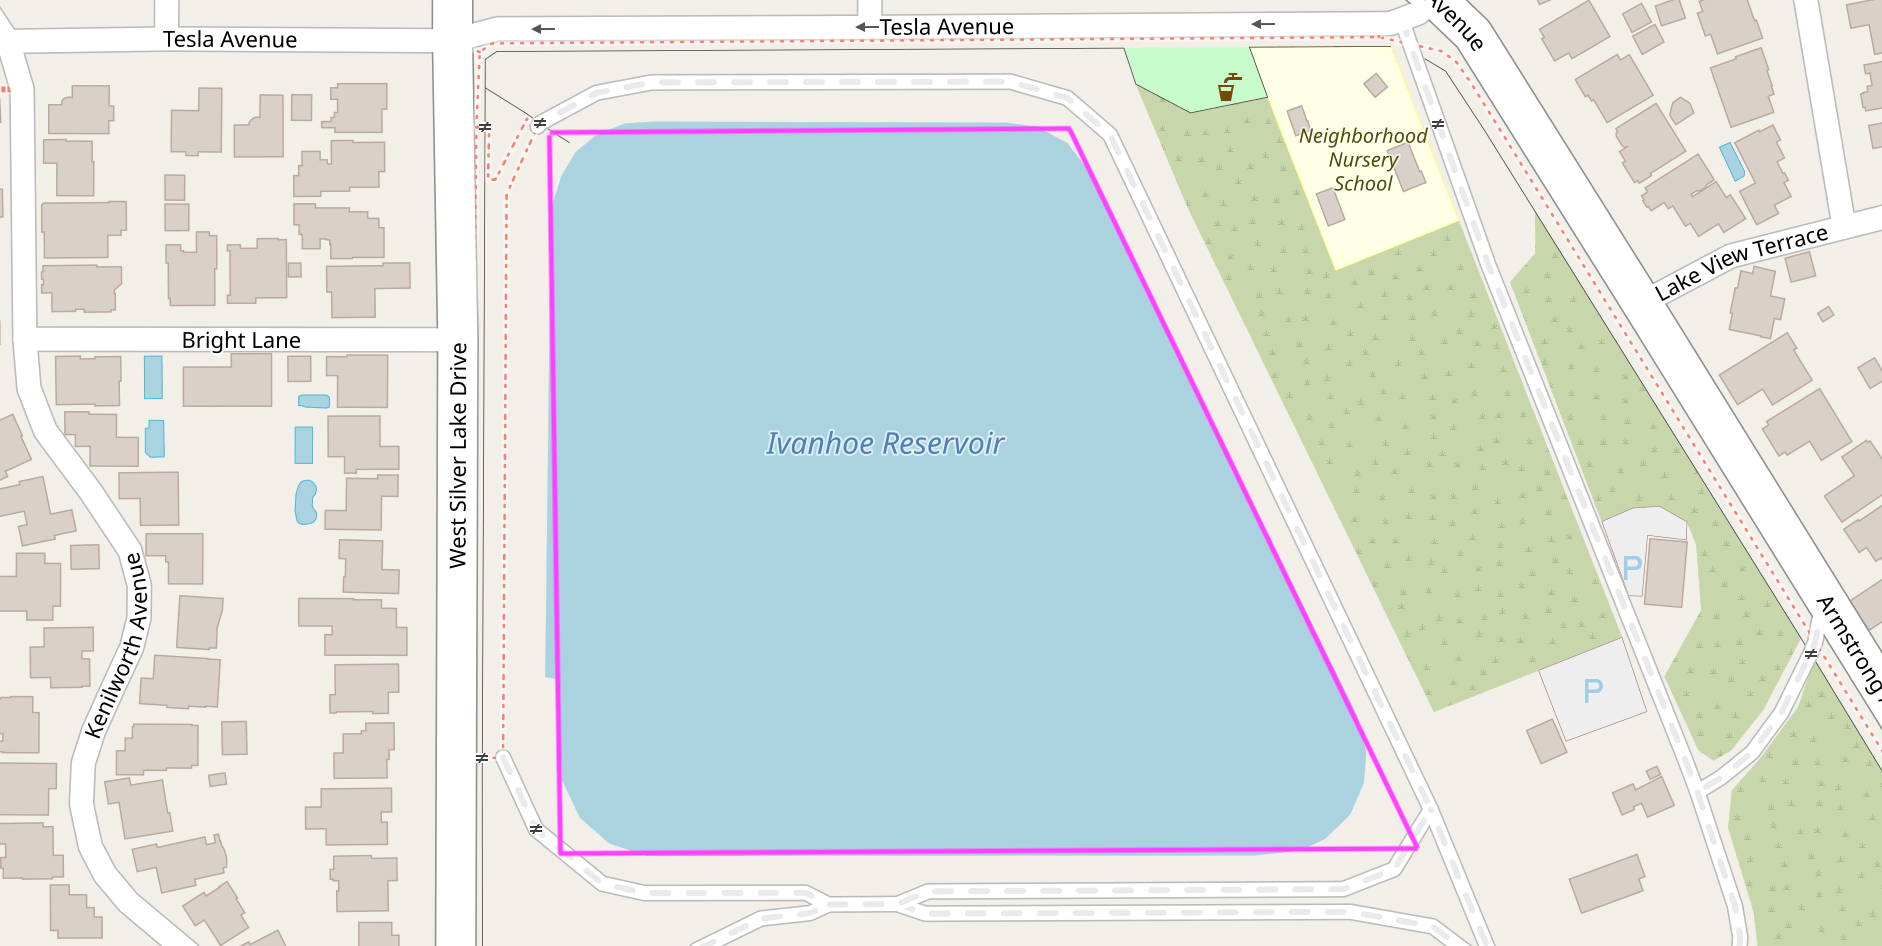 Tesla Avenue
Tesla Avenue
Avenue
Neighborhood
Nursery
School
Lake View Terrace
Bright Lane
West Silver Lake Drive
Ivanhoe Reservoir
Kenilworth Avenue
P
P
Armstrong